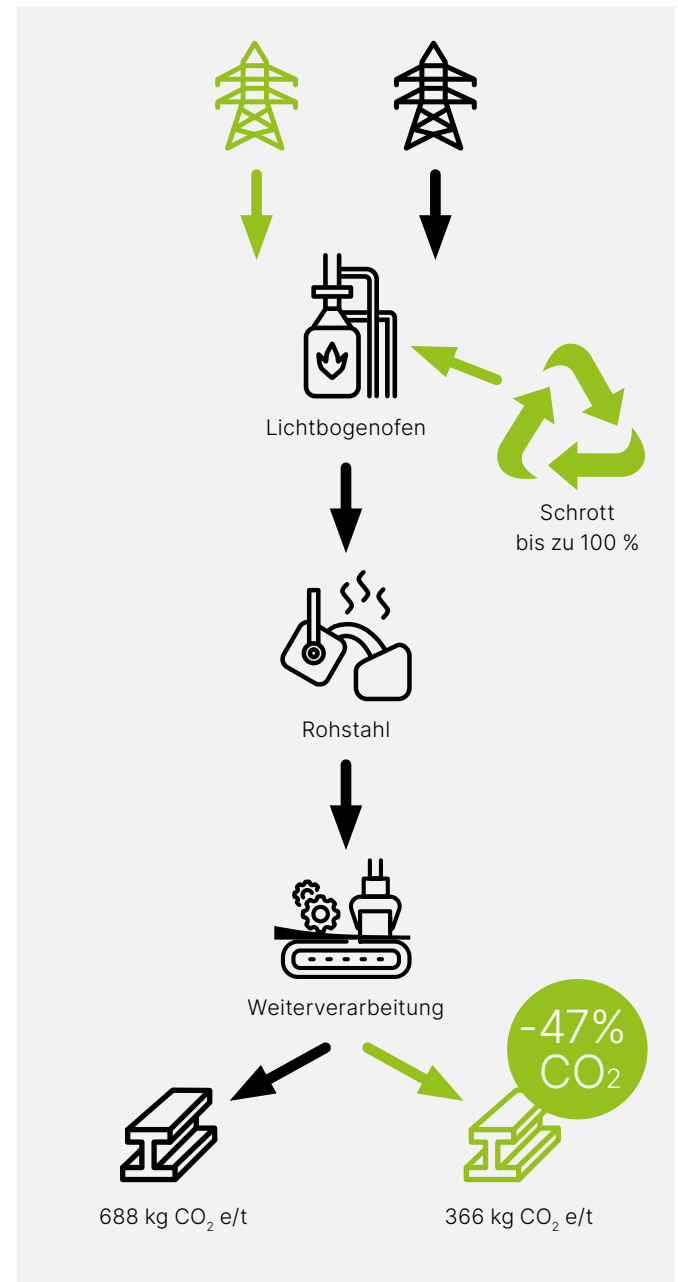 Lichtbogenofen
Schrott
bis zu 100 %
Rohstahl
Weiterverarbeitung
-47%
CO₂
688 kg CO₂ e/t
366 kg CO₂ e/t